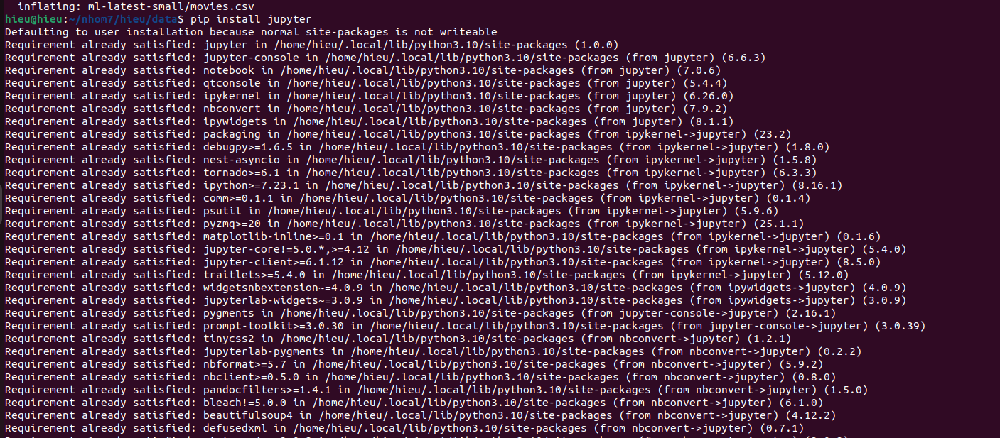 inflating: ml-latest-small/movies.csv
hieu@hieu:~/nhom7/hieu/data$ pip install jupyter
Defaulting to user installation because normal site-packages is not writeable
Requirement already satisfied: jupyter in /home/hieu/.local/lib/python3.10/site-packages (1.0.0)
Requirement already satisfied: jupyter-console in /home/hieu/.local/lib/python3.10/site-packages (from jupyter) (6.6.3)
Requirement already satisfied: notebook in /home/hieu/.local/lib/python3.10/site-packages (from jupyter) (7.0.6)
Requirement already satisfied: qtconsole in /home/hieu/.local/lib/python3.10/site-packages (from jupyter) (5.4.4)
Requirement already satisfied: ipykernel in /home/hieu/.local/lib/python3.10/site-packages (from jupyter) (6.26.0)
Requirement already satisfied: nbconvert in /home/hieu/.local/lib/python3.10/site-packages (from jupyter) (7.9.2)
Requirement already satisfied: ipywidgets in /home/hieu/.local/lib/python3.10/site-packages (from jupyter) (8.1.1)
Requirement already satisfied: packaging in /home/hieu/.local/lib/python3.10/site-packages (from ipykernel->jupyter) (23.2)
Requirement already satisfied: debugpy>=1.6.5 in /home/hieu/.local/lib/python3.10/site-packages (from ipykernel->jupyter) (1.8.0)
Requirement already satisfied: nest-asyncio in /home/hieu/.local/lib/python3.10/site-packages (from ipykernel->jupyter) (1.5.8)
Requirement already satisfied: tornado>=6.1 in /home/hieu/.local/lib/python3.10/site-packages (from ipykernel->jupyter) (6.3.3)
Requirement already satisfied: ipython>=7.23.1 in /home/hieu/.local/lib/python3.10/site-packages (from ipykernel->jupyter) (8.16.1)
Requirement already satisfied: comm>=0.1.1 in /home/hieu/.local/lib/python3.10/site-packages (from ipykernel->jupyter) (0.1.4)
Requirement already satisfied: psutil in /home/hieu/.local/lib/python3.10/site-packages (from ipykernel->jupyter) (5.9.6)
Requirement already satisfied: pyzmq>=20 in /home/hieu/.local/lib/python3.10/site-packages (from ipykernel->jupyter) (25.1.1)
Requirement already satisfied: matplotlib-inline>=0.1 in /home/hieu/.local/lib/python3.10/site-packages (from ipykernel->jupyter) (0.1.6)
Requirement already satisfied: jupyter-core!=5.0.*,>=4.12 in /home/hieu/.local/lib/python3.10/site-packages (from ipykernel->jupyter) (5.4.0)
Requirement already satisfied: jupyter-client>=6.1.12 in /home/hieu/.local/lib/python3.10/site-packages (from ipykernel->jupyter) (8.5.0)
Requirement already satisfied: traitlets>=5.4.0 in /home/hieu/.local/lib/python3.10/site-packages (from ipykernel->jupyter) (5.12.0)
Requirement already satisfied: widgetsnbextension~=4.0.9 in /home/hieu/.local/lib/python3.10/site-packages (from ipywidgets->jupyter) (4.0.9)
Requirement already satisfied: jupyterlab-widgets~=3.0.9 in /home/hieu/.local/lib/python3.10/site-packages (from ipywidgets->jupyter) (3.0.9)
Requirement already satisfied: pygments in /home/hieu/.local/lib/python3.10/site-packages (from jupyter-console->jupyter) (2.16.1)
Requirement already satisfied: prompt-toolkit>=3.0.30 in /home/hieu/.local/lib/python3.10/site-packages (from jupyter-console->jupyter) (3.0.39)
Requirement already satisfied: tinycss2 in /home/hieu/.local/lib/python3.10/site-packages (from nbconvert->jupyter) (1.2.1)
Requirement already satisfied: jupyterlab-pygments in /home/hieu/.local/lib/python3.10/site-packages (from nbconvert->jupyter) (0.2.2)
Requirement already satisfied: nbformat>=5.7 in /home/hieu/.local/lib/python3.10/site-packages (from nbconvert->jupyter) (5.9.2)
Requirement already satisfied: nbclient>=0.5.0 in /home/hieu/.local/lib/python3.10/site-packages (from nbconvert->jupyter) (0.8.0)
Requirement already satisfied: pandocfilters>=1.4.1 in /home/hieu/.local/lib/python3.10/site-packages (from nbconvert->jupyter) (1.5.0)
Requirement already satisfied: bleach!=5.0.0 in /home/hieu/.local/lib/python3.10/site-packages (from nbconvert->jupyter) (6.1.0)
Requirement already satisfied: beautifulsoup4 in /home/hieu/.local/lib/python3.10/site-packages (from nbconvert->jupyter) (4.12.2)
Requirement already satisfied: defusedxml in /home/hieu/.local/lib/python3.10/site-packages (from nbconvert->jupyter) (0.7.1)